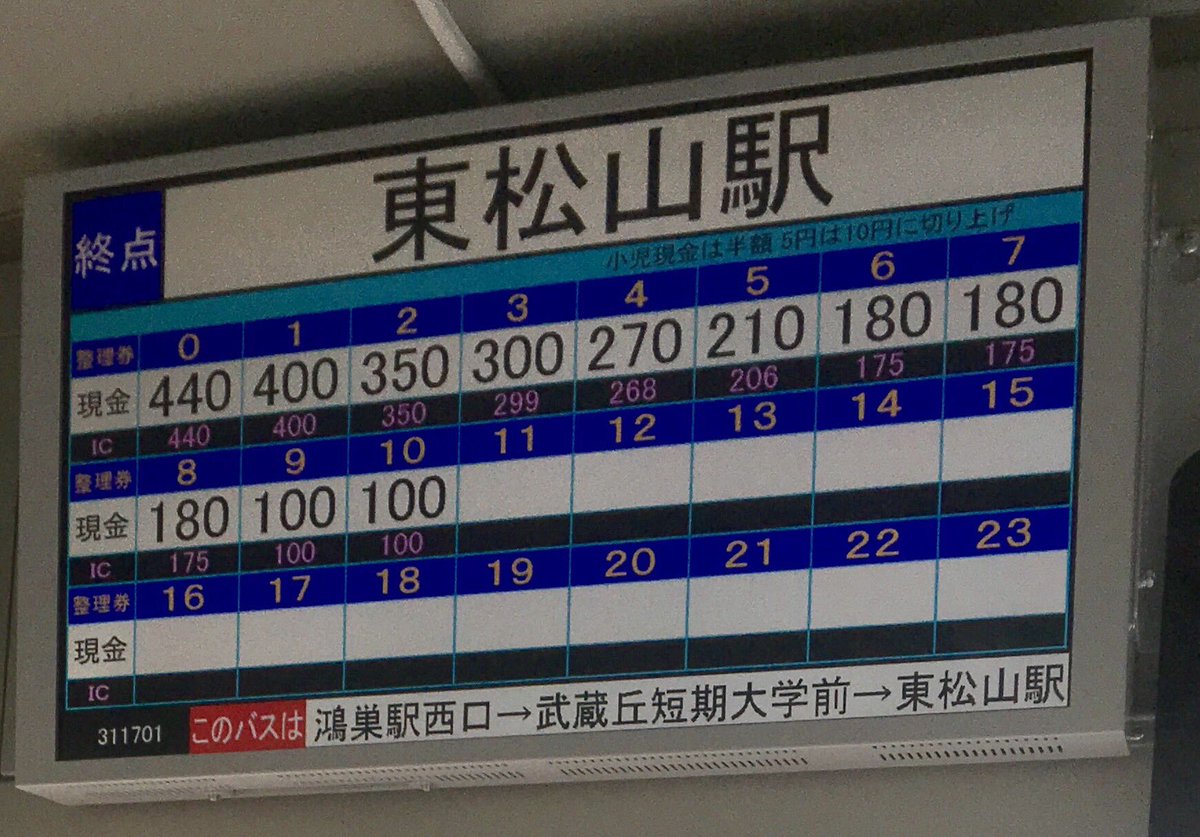 終点 東松山駅
小児現金は半額 5円は10円に切り上げ
整理券 0 1 2 3 4 5 6 7
現金 440 400 350 300 270 210 180 180
IC 440 400 350 299 268 206 175 175
整理券 8 9 10 11 12 13 14 15
現金 180 100 100
IC 175 100 100
整理券 16 17 18 19 20 21 22 23
現金
IC
311701 このバスは 鴻巣駅西口→武蔵丘短期大学前→東松山駅